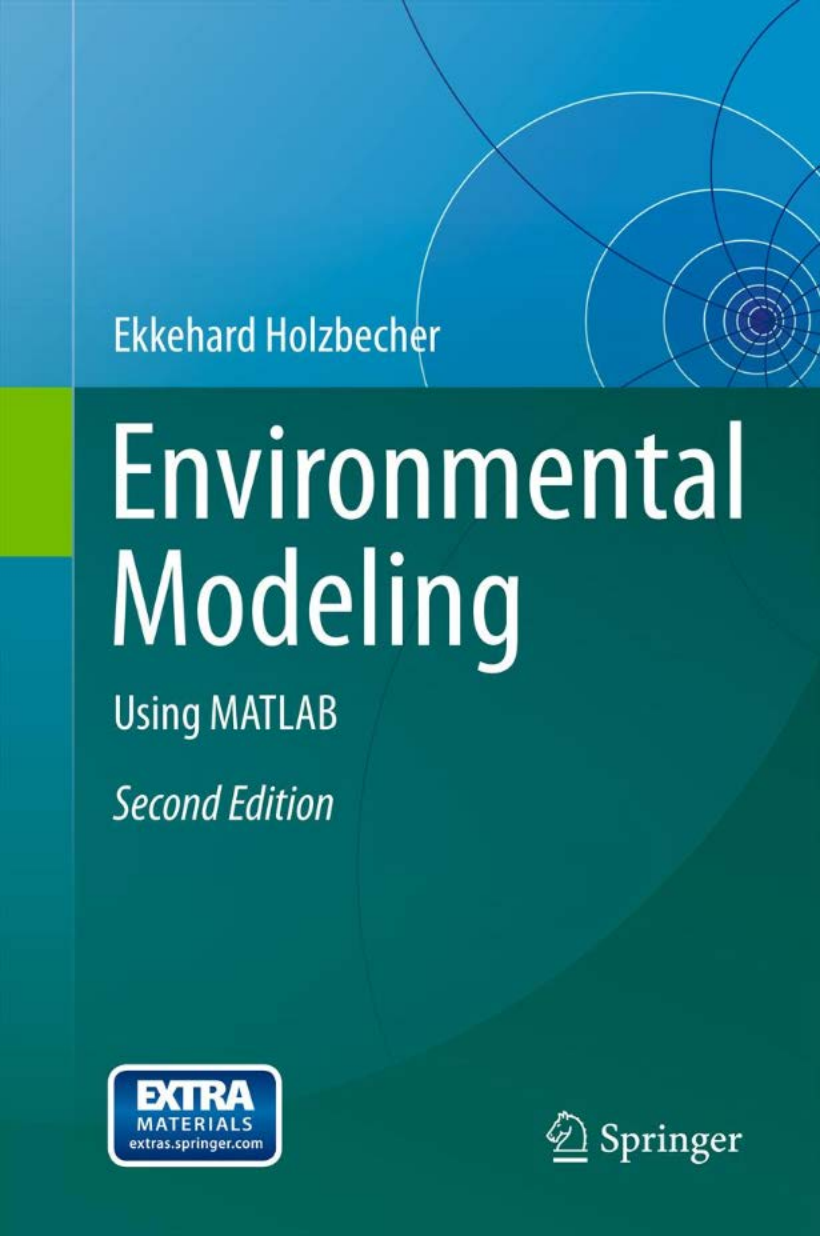 Ekkehard Holzbecher
Environmental
Modeling
Using MATLAB
Second Edition
EXTRA
MATERIALS
extras.springer.com
Springer